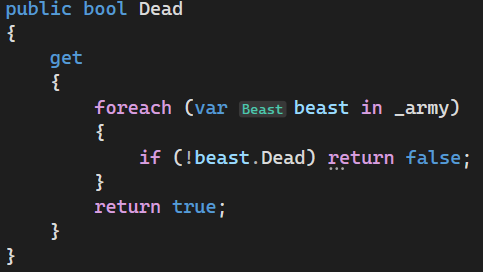 public bool Dead
{
    get
    {
        foreach (var Beast beast in _army)
        {
            if (!beast.Dead) return false;
        }
        return true;
    }
}